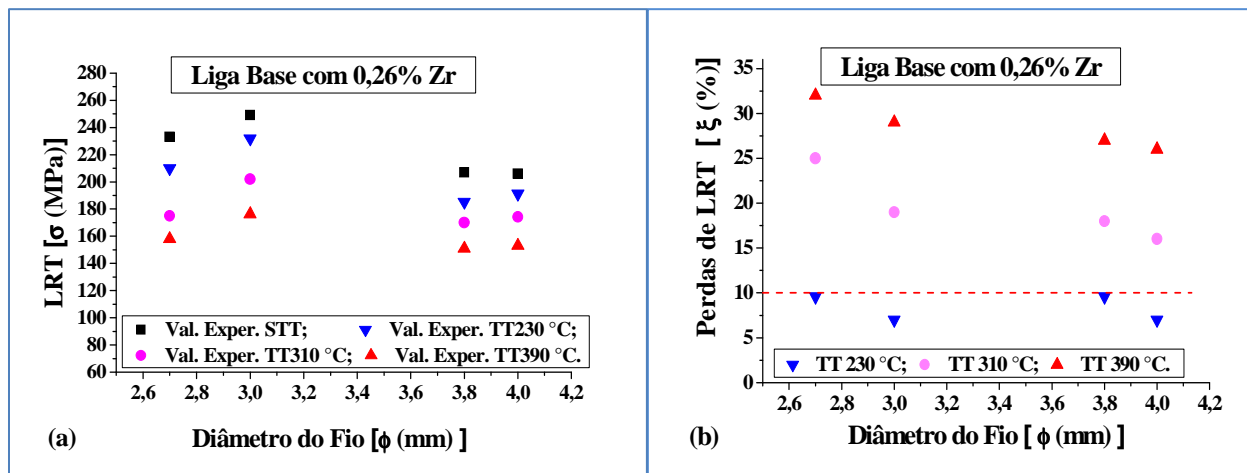 Liga Base com 0,26% Zr
LRT [σ (MPa)]
280
260
240
220
200
180
160
140
120
100
80
60
Val. Exper. STT;
Val. Exper. TT230 °C;
Val. Exper. TT310 °C;
Val. Exper. TT390 °C.
2,6 2,8 3,0 3,2 3,4 3,6 3,8 4,0 4,2
(a)
Diâmetro do Fio [ϕ (mm) ]
Liga Base com 0,26% Zr
Perdas de LRT [ ξ (%)]
35
30
25
20
15
10
5
0
TT 230 °C;
TT 310 °C;
TT 390 °C.
2,6 2,8 3,0 3,2 3,4 3,6 3,8 4,0 4,2
(b)
Diâmetro do Fio [ ϕ (mm) ]